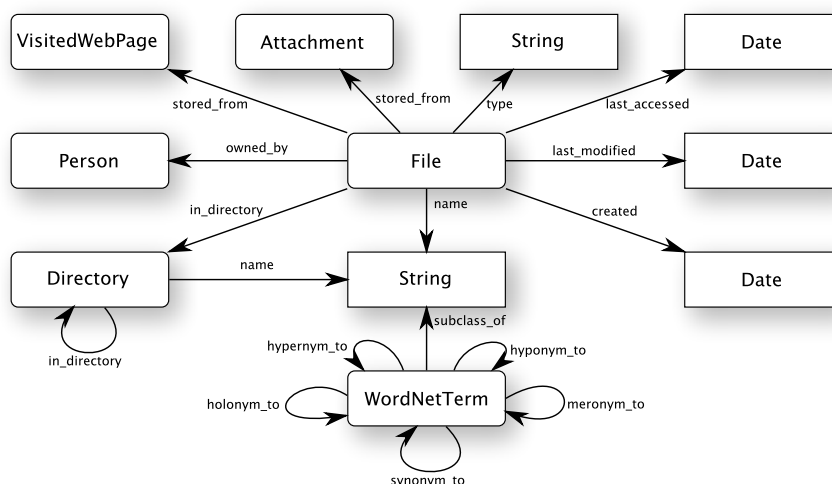 VisitedWebPage
Attachment
String
Date
stored_from
stored_from
type
last_accessed
Person
owned_by
File
last_modified
Date
in_directory
name
created
Directory
name
String
Date
in_directory
subclass_of
hypernym_to
hyponym_to
holonym_to
WordNetTerm
meronym_to
synonym_to